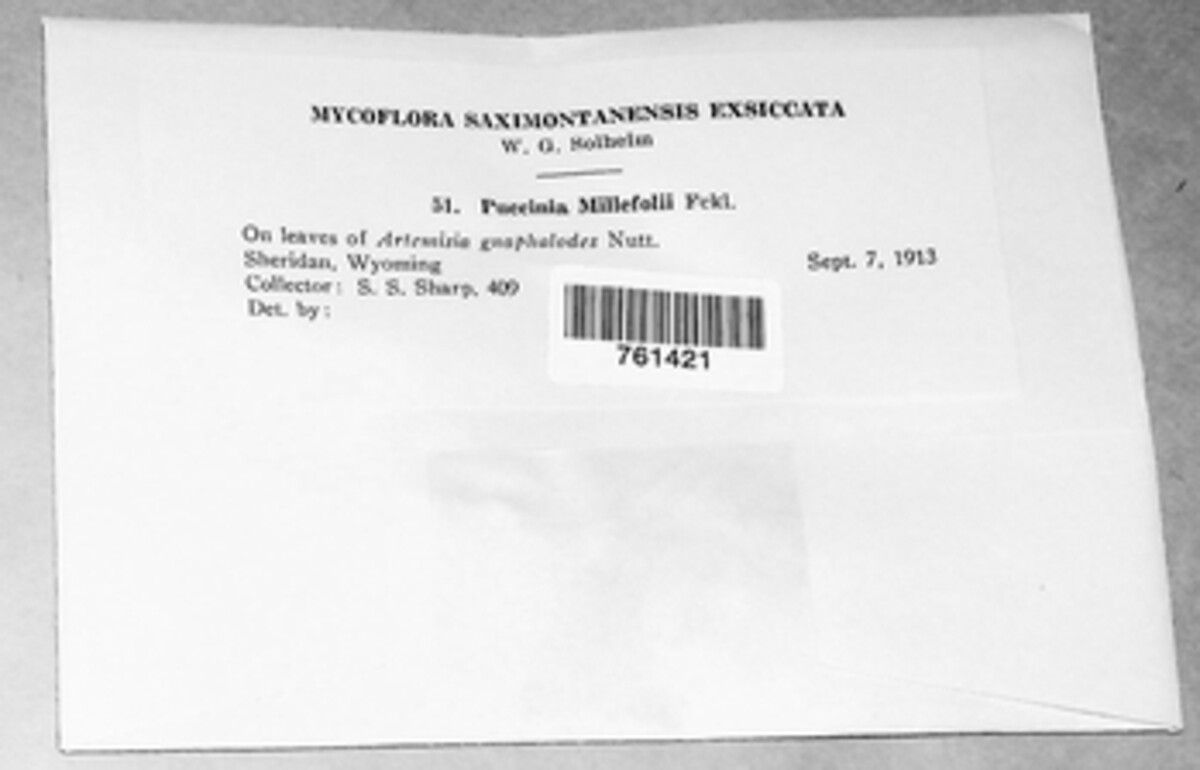 MYCOFLORA SAXIMONTANENSIS EXSICCATA
W. G. Solheim
51. Puccinia Millefolii Fckl.
On leaves of Artemisia gnaphalodes Nutt.
Sheridan, Wyoming Sept. 7, 1913
Collector: S. S. Sharp, 409
Det. by:
761421